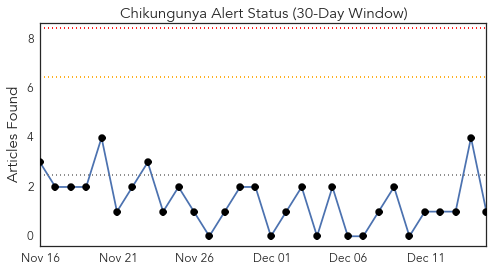 Chikungunya Alert Status (30-Day Window)
Articles Found
8
6
4
2
0
Nov 16 Nov 21 Nov 26 Dec 01 Dec 06 Dec 11